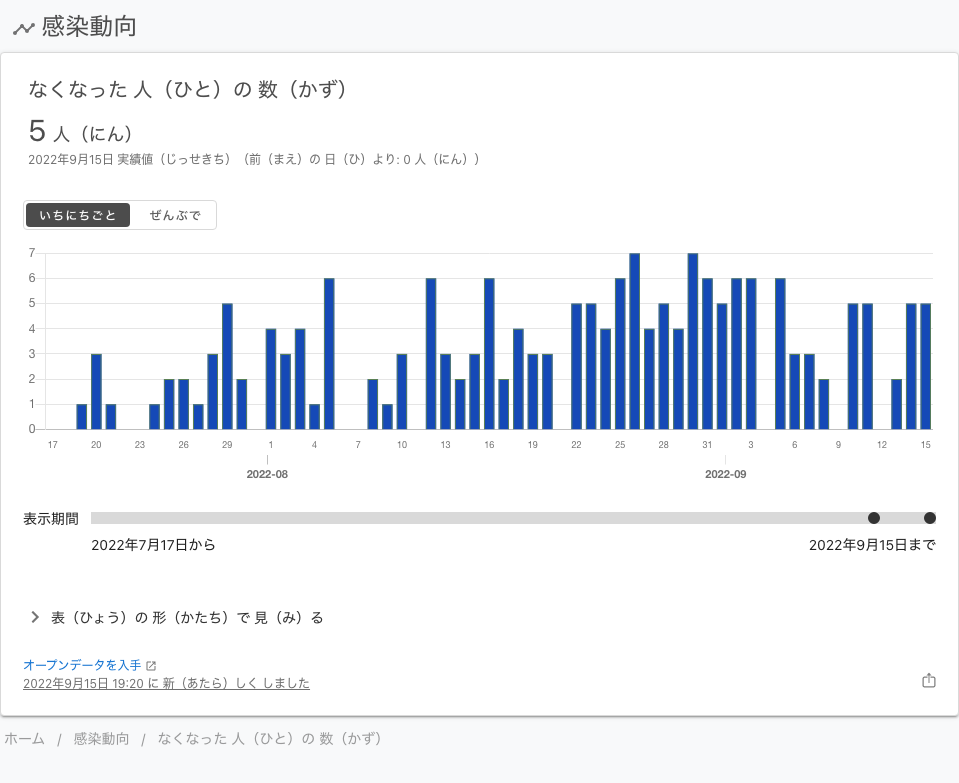 感染動向
なくなった 人（ひと）の 数（かず）
5 人（にん）
2022年9月15日 実績値（じっせきち）（前（まえ）の 日（ひ）より: 0 人（にん））
いちにちごと ぜんぶで
7
6
5
4
3
2
1
0
17 20 23 26 29 1 4 7 10 13 16 19 22 25 28 31 3 6 9 12 15
2022-08 2022-09
表示期間
2022年7月17日から 2022年9月15日まで
表（ひょう）の 形（かたち）で 見（み）る
オープンデータを入手
2022年9月15日 19:20 に 新（あたら）しく しました
ホーム / 感染動向 / なくなった 人（ひと）の 数（かず）